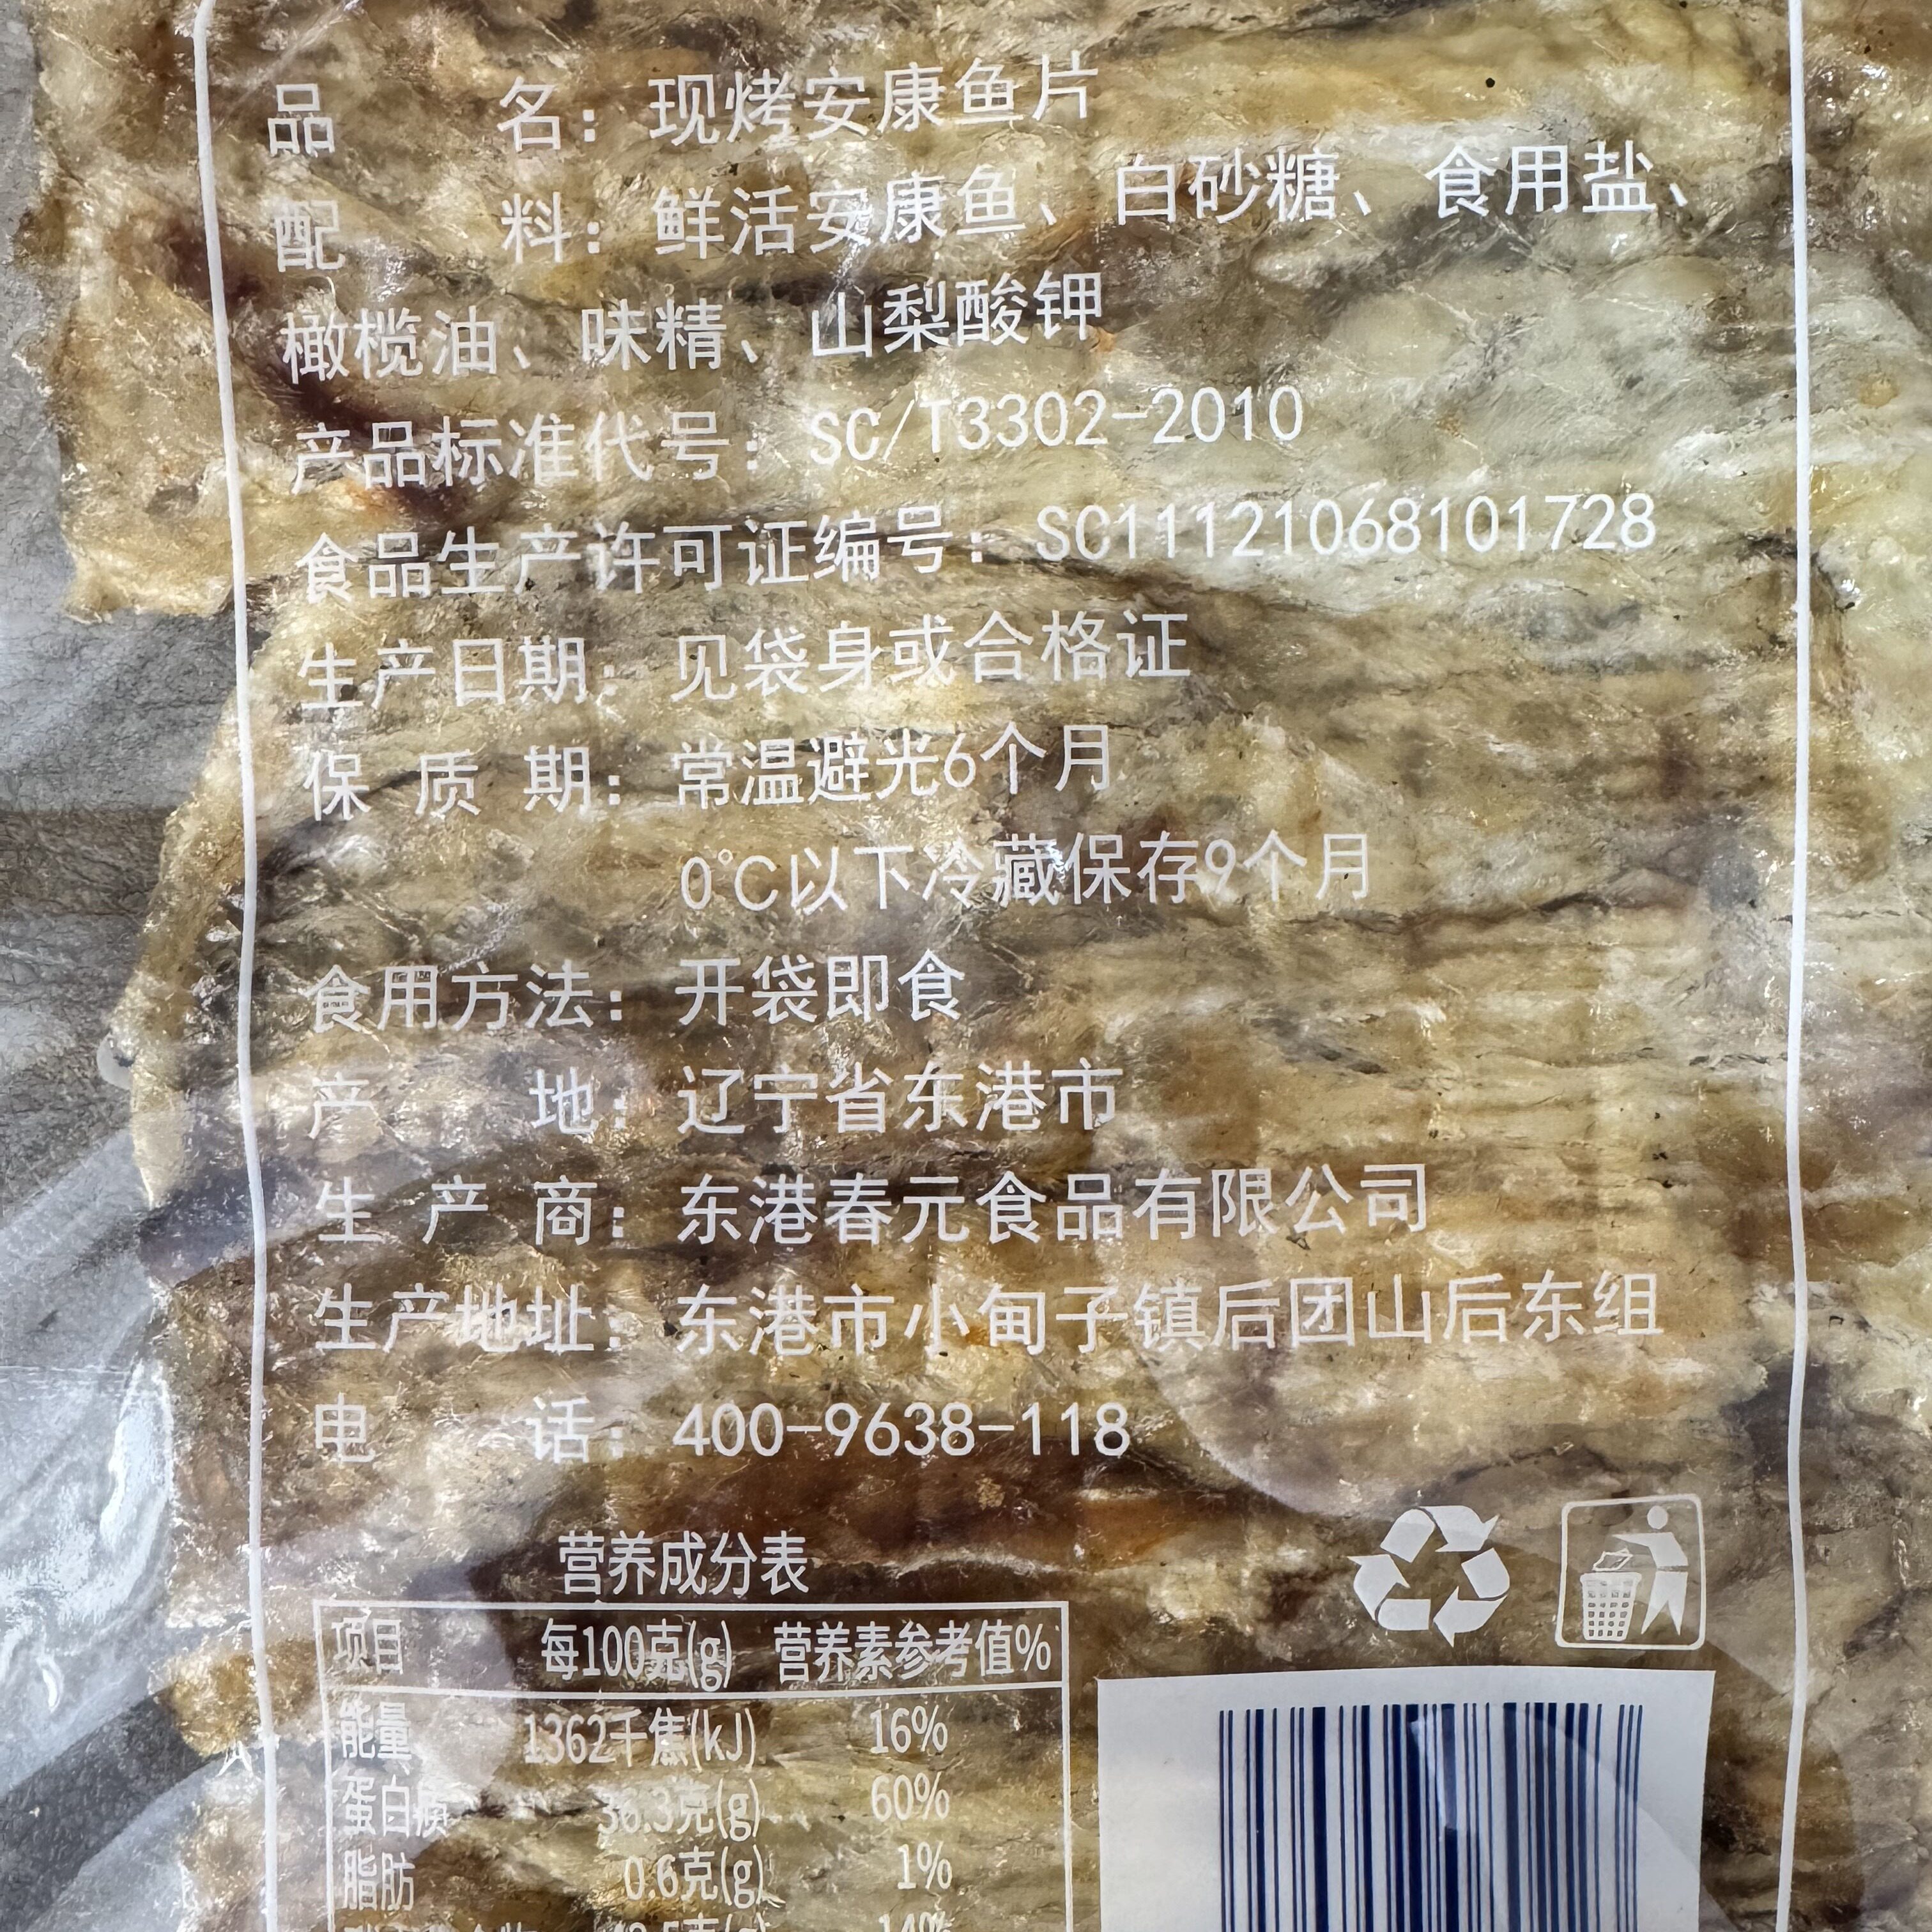 品 名：现烤安康鱼片
配 料：鲜活安康鱼、白砂糖、食用盐、
橄榄油、味精、山梨酸钾
产品标准代号：SC/T3302-2010
食品生产许可证编号：SC11121068101728
生产日期：见袋身或合格证
保 质 期：常温避光6个月
0℃以下冷藏保存9个月
食用方法：开袋即食
产 地：辽宁省东港市
生 产 商：东港春元食品有限公司
生产地址：东港市小甸子镇后团山后东组
电 话：400-9638-118
营养成分表
项目 每100克(g) 营养素参考值%
能量 1362千焦(kJ) 16%
蛋白质 36.3克(g) 60%
脂肪 0.6克(g) 1%
14%